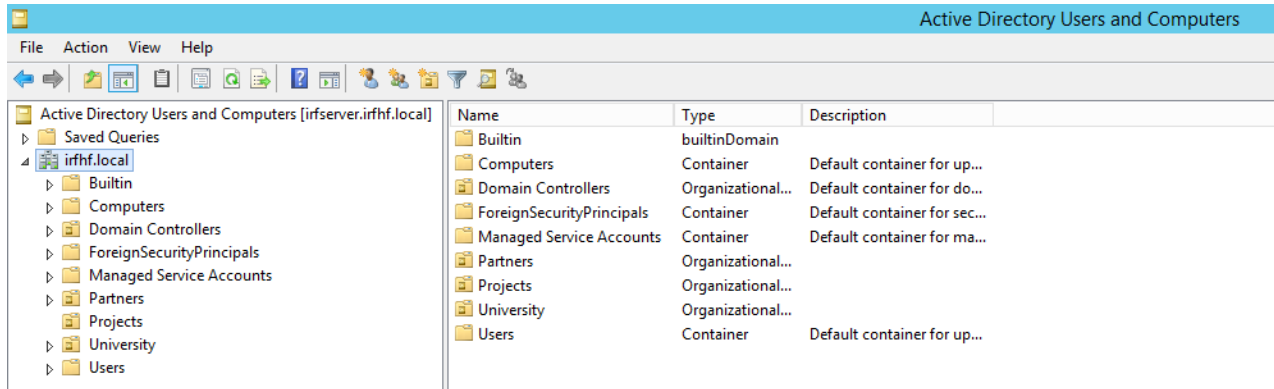 Active Directory Users and Computers
File Action View Help
Active Directory Users and Computers [irfserver.irfhf.local]
Saved Queries
irfhf.local
Builtin
Computers
Domain Controllers
ForeignSecurityPrincipals
Managed Service Accounts
Partners
Projects
University
Users
Name Type Description
Builtin builtinDomain
Computers Container Default container for up...
Domain Controllers Organizational... Default container for do...
ForeignSecurityPrincipals Container Default container for sec...
Managed Service Accounts Container Default container for ma...
Partners Organizational...
Projects Organizational...
University Organizational...
Users Container Default container for up...